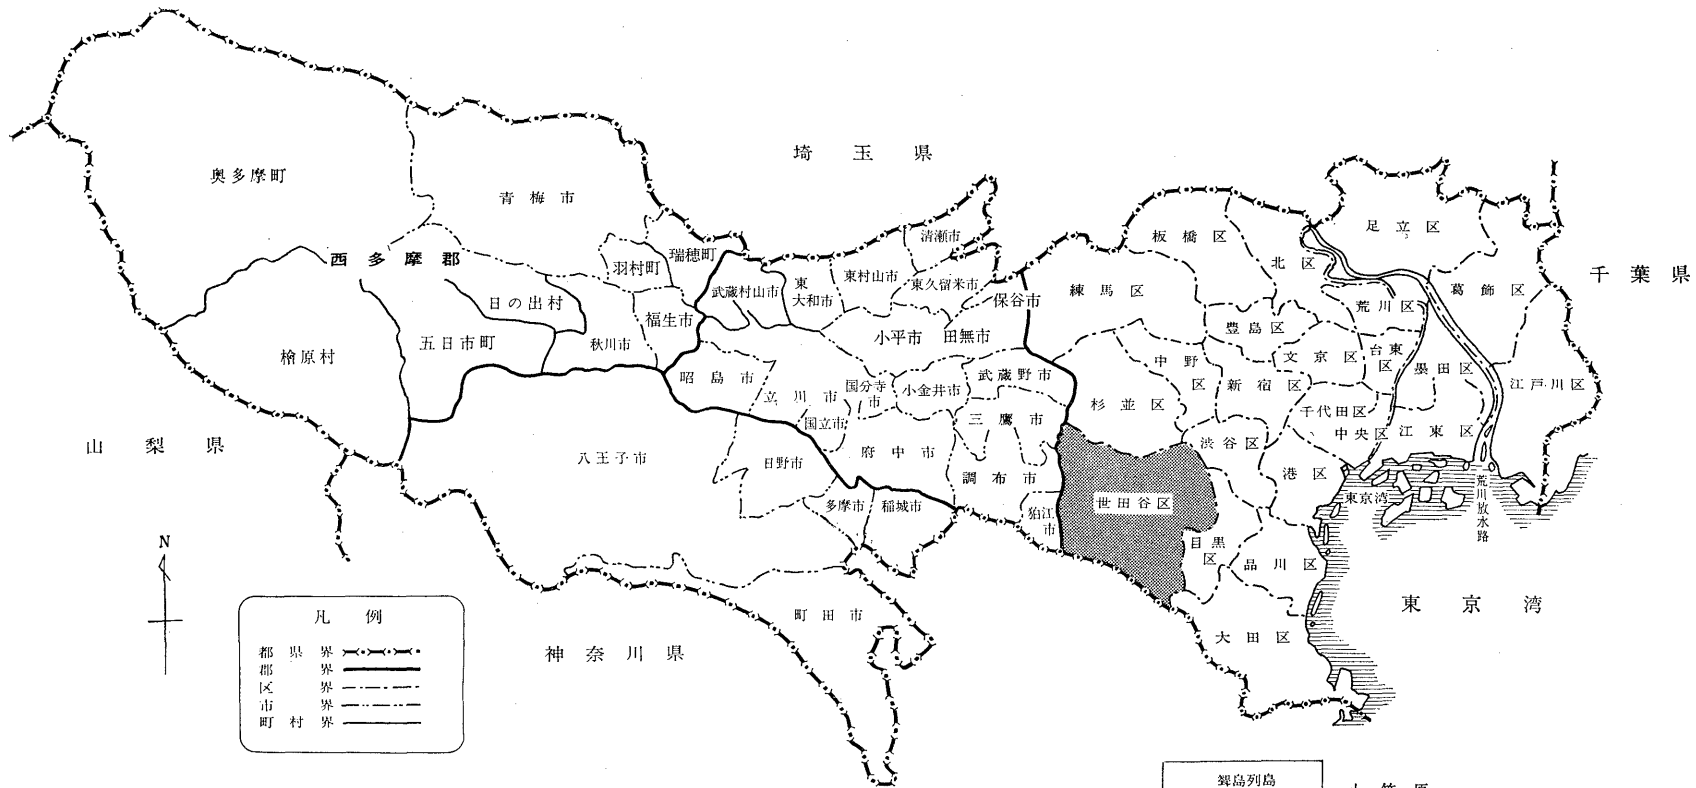 埼玉県
奥多摩町
青梅市
西多摩郡
瑞穂町
羽村町
日の出村
福生市
五日市町
秋川市
檜原村
武蔵村山市
東
大和市
東村山市
清瀬市
東久留米市
保谷市
小平市
田無市
昭島市
立川市
国分寺
市
国立市
小金井市
武蔵野市
三鷹市
府中市
調布市
狛江
市
八王子市
日野市
多摩市
稲城市
町田市
板橋区
北区
足立区
葛飾区
練馬区
荒川区
豊島区
文京区
台東
区
墨田区
江戸川区
中野
区
新宿区
杉並区
千代田区
中央区
江東区
渋谷区
港区
世田谷区
目黒
区
品川区
大田区
東京湾
荒川放水路
東京湾
千葉県
山梨県
神奈川県
N
凡例
都県界
郡界
区界
市界
町村界
聟島列島